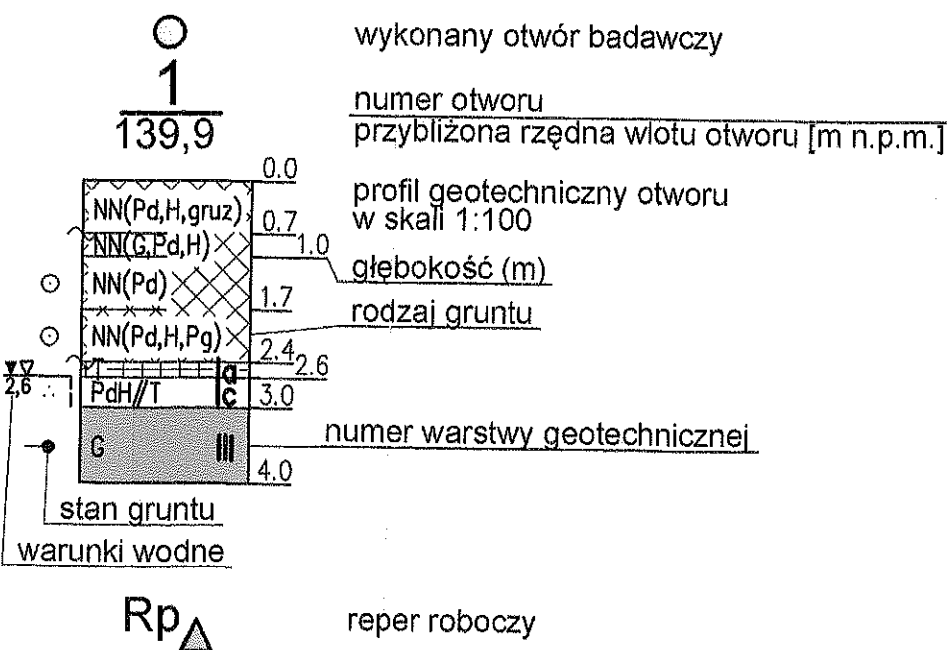 wykonany otwór badawczy
1
139,9
numer otworu
przybliżona rzędna wlotu otworu [m n.p.m.]
0.0
profil geotechniczny otworu
w skali 1:100
NN(Pd,H,gruz)
0.7
NN(G,Pd,H)
1.0
głębokość (m)
NN(Pd)
1.7
rodzaj gruntu
NN(Pd,H,Pg)
2.4
T
Ia
2.6
2,6
PdH//T
Ic
3.0
G
III
numer warstwy geotechnicznej
4.0
stan gruntu
warunki wodne
Rp
reper roboczy